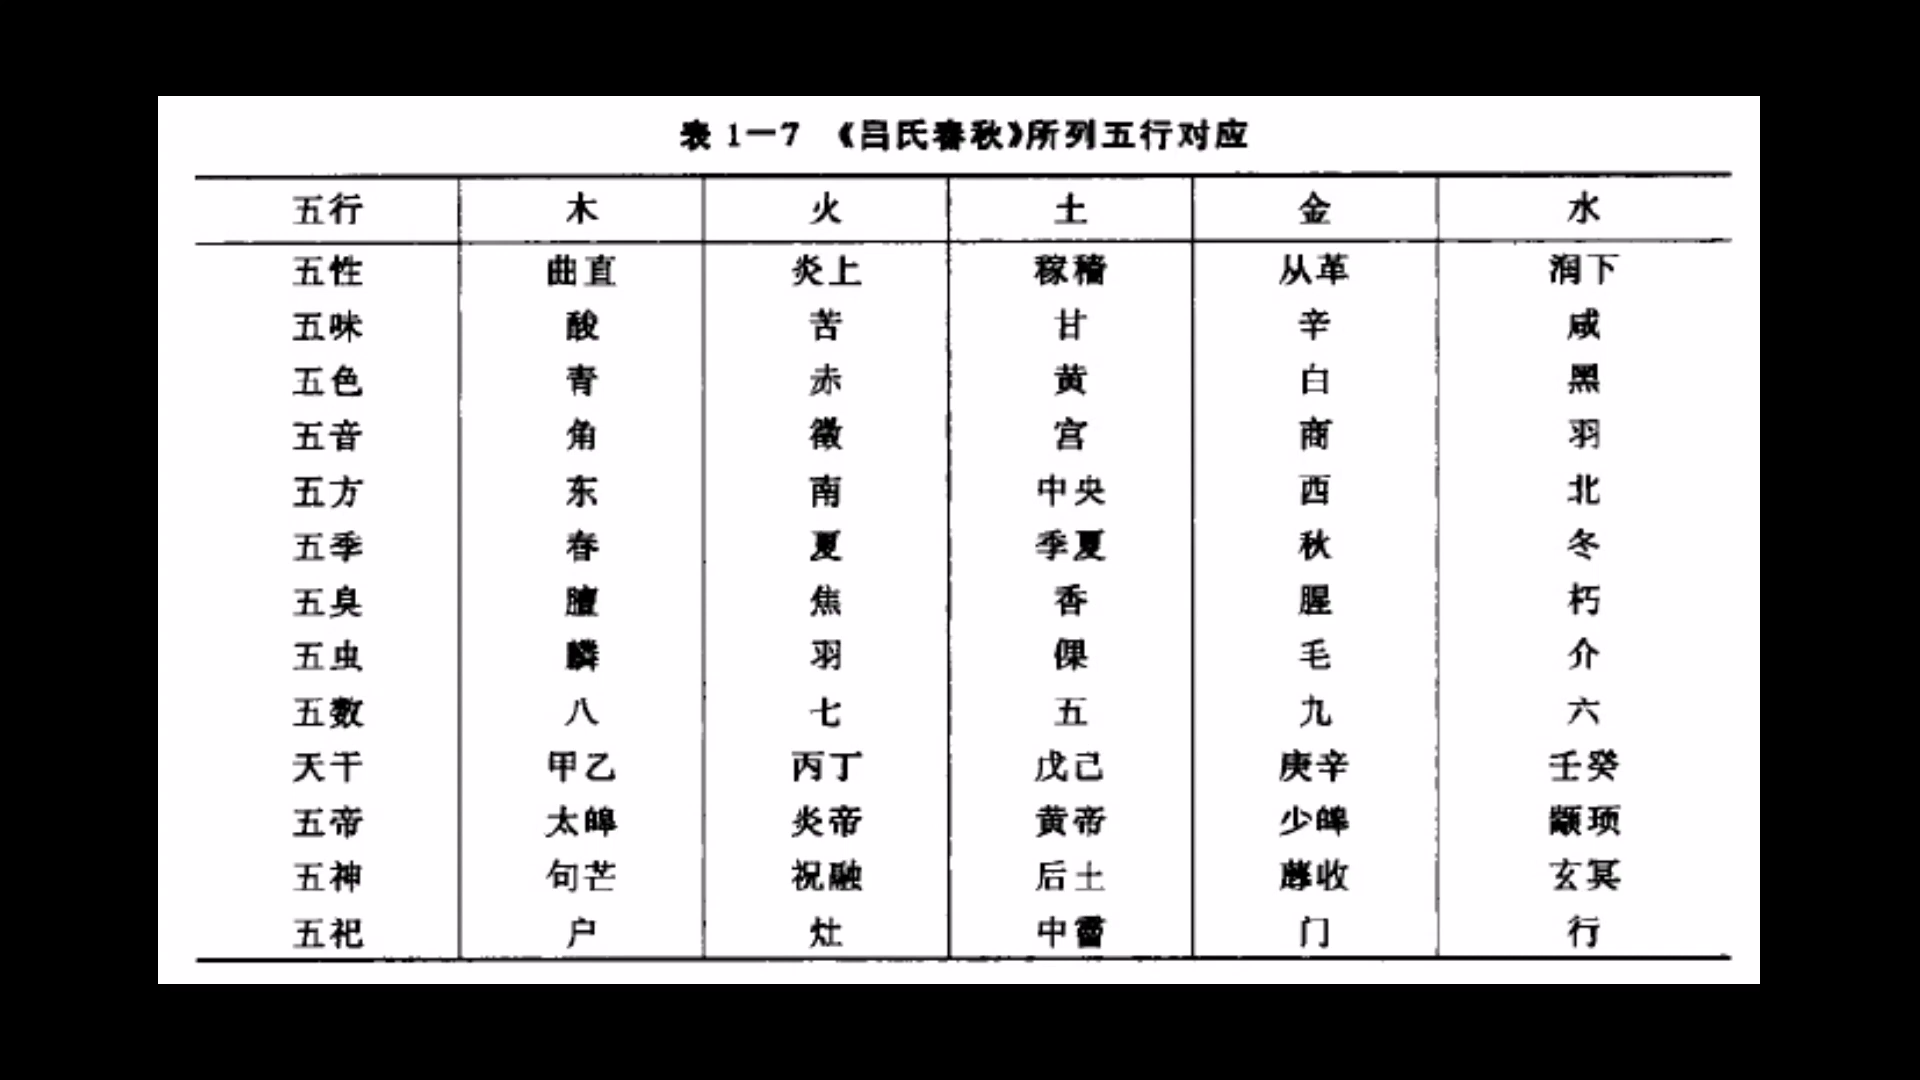 表 1—7 《吕氏春秋》所列五行对应
五行 木 火 土 金 水
五性 曲直 炎上 稼穑 从革 润下
五味 酸 苦 甘 辛 咸
五色 青 赤 黄 白 黑
五音 角 徵 宫 商 羽
五方 东 南 中央 西 北
五季 春 夏 季夏 秋 冬
五臭 膻 焦 香 腥 朽
五虫 鳞 羽 倮 毛 介
五数 八 七 五 九 六
天干 甲乙 丙丁 戊己 庚辛 壬癸
五帝 太皞 炎帝 黄帝 少皞 颛顼
五神 句芒 祝融 后土 蓐收 玄冥
五祀 户 灶 中霤 门 行